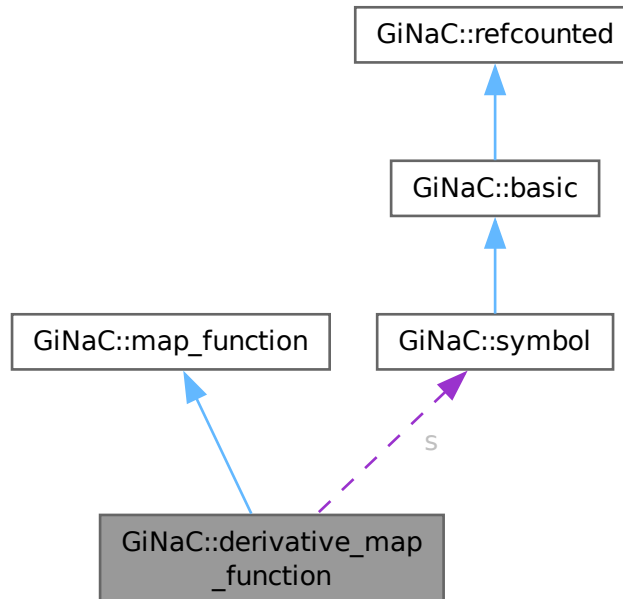 GiNaC::refcounted
GiNaC::basic
GiNaC::map_function
GiNaC::symbol
s
GiNaC::derivative_map
_function